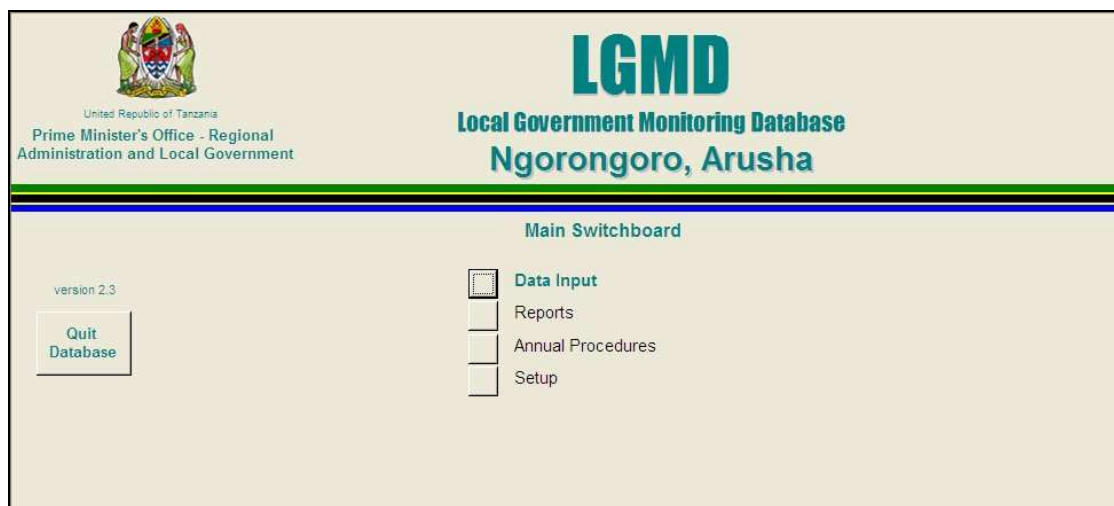 United Republic of Tanzania
Prime Minister's Office - Regional
Administration and Local Government
LGMD
Local Government Monitoring Database
Ngorongoro, Arusha
Main Switchboard
version 2.3
Quit
Database
Data Input
Reports
Annual Procedures
Setup